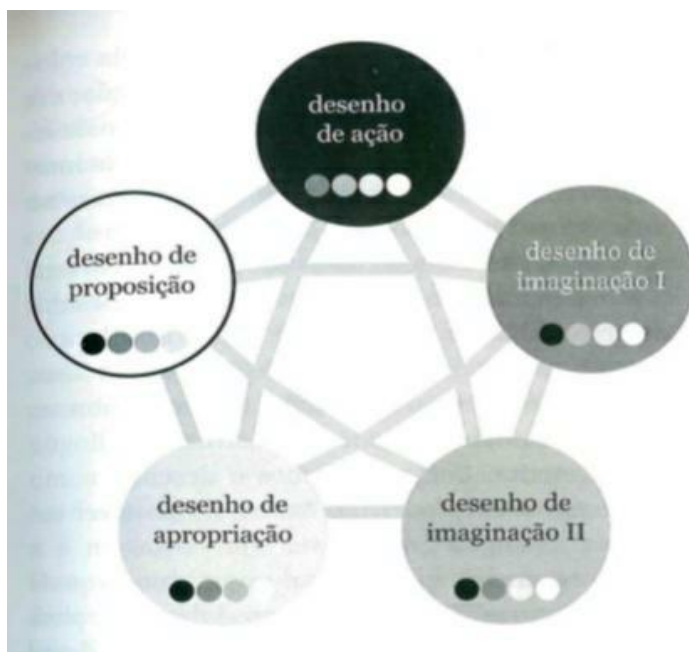 desenho
de ação
desenho de
proposição
desenho de
imaginação I
desenho de
apropriação
desenho de
imaginação II